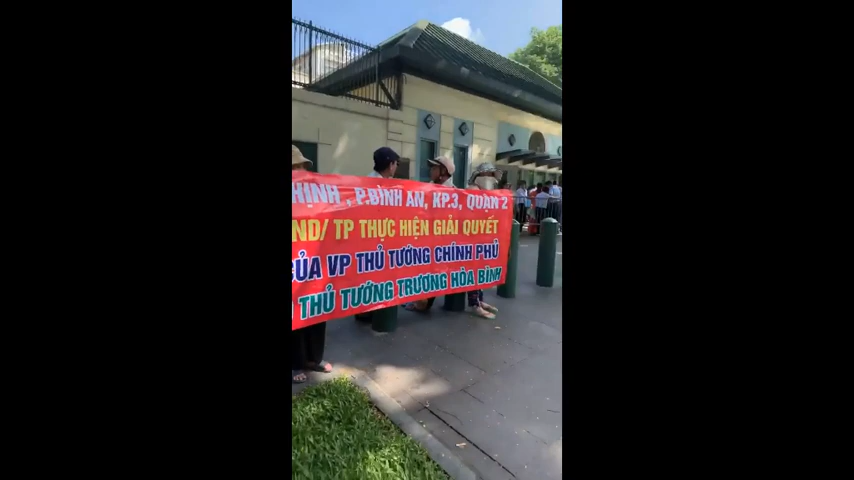 HỊNH, P.BÌNH AN, KP.3, QUẬN 2
ND/ TP THỰC HIỆN GIẢI QUYẾT
CỦA VP THỦ TƯỚNG CHÍNH PHỦ
THỦ TƯỚNG TRƯƠNG HÒA BÌNH